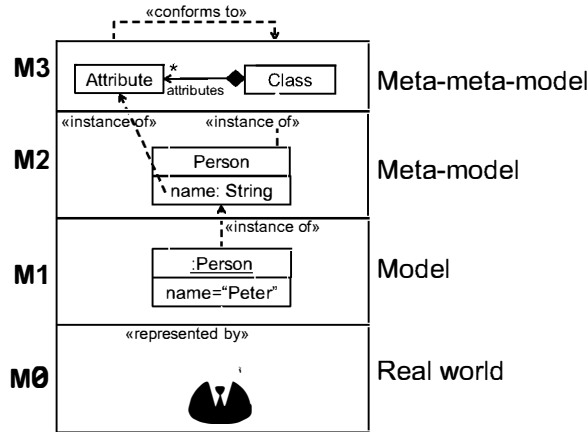 «conforms to»
M3
Attribute
*
attributes
Class
Meta-meta-model
«instance of»
«instance of»
M2
Person
name: String
Meta-model
«instance of»
M1
:Person
name="Peter"
Model
«represented by»
M0
Real world